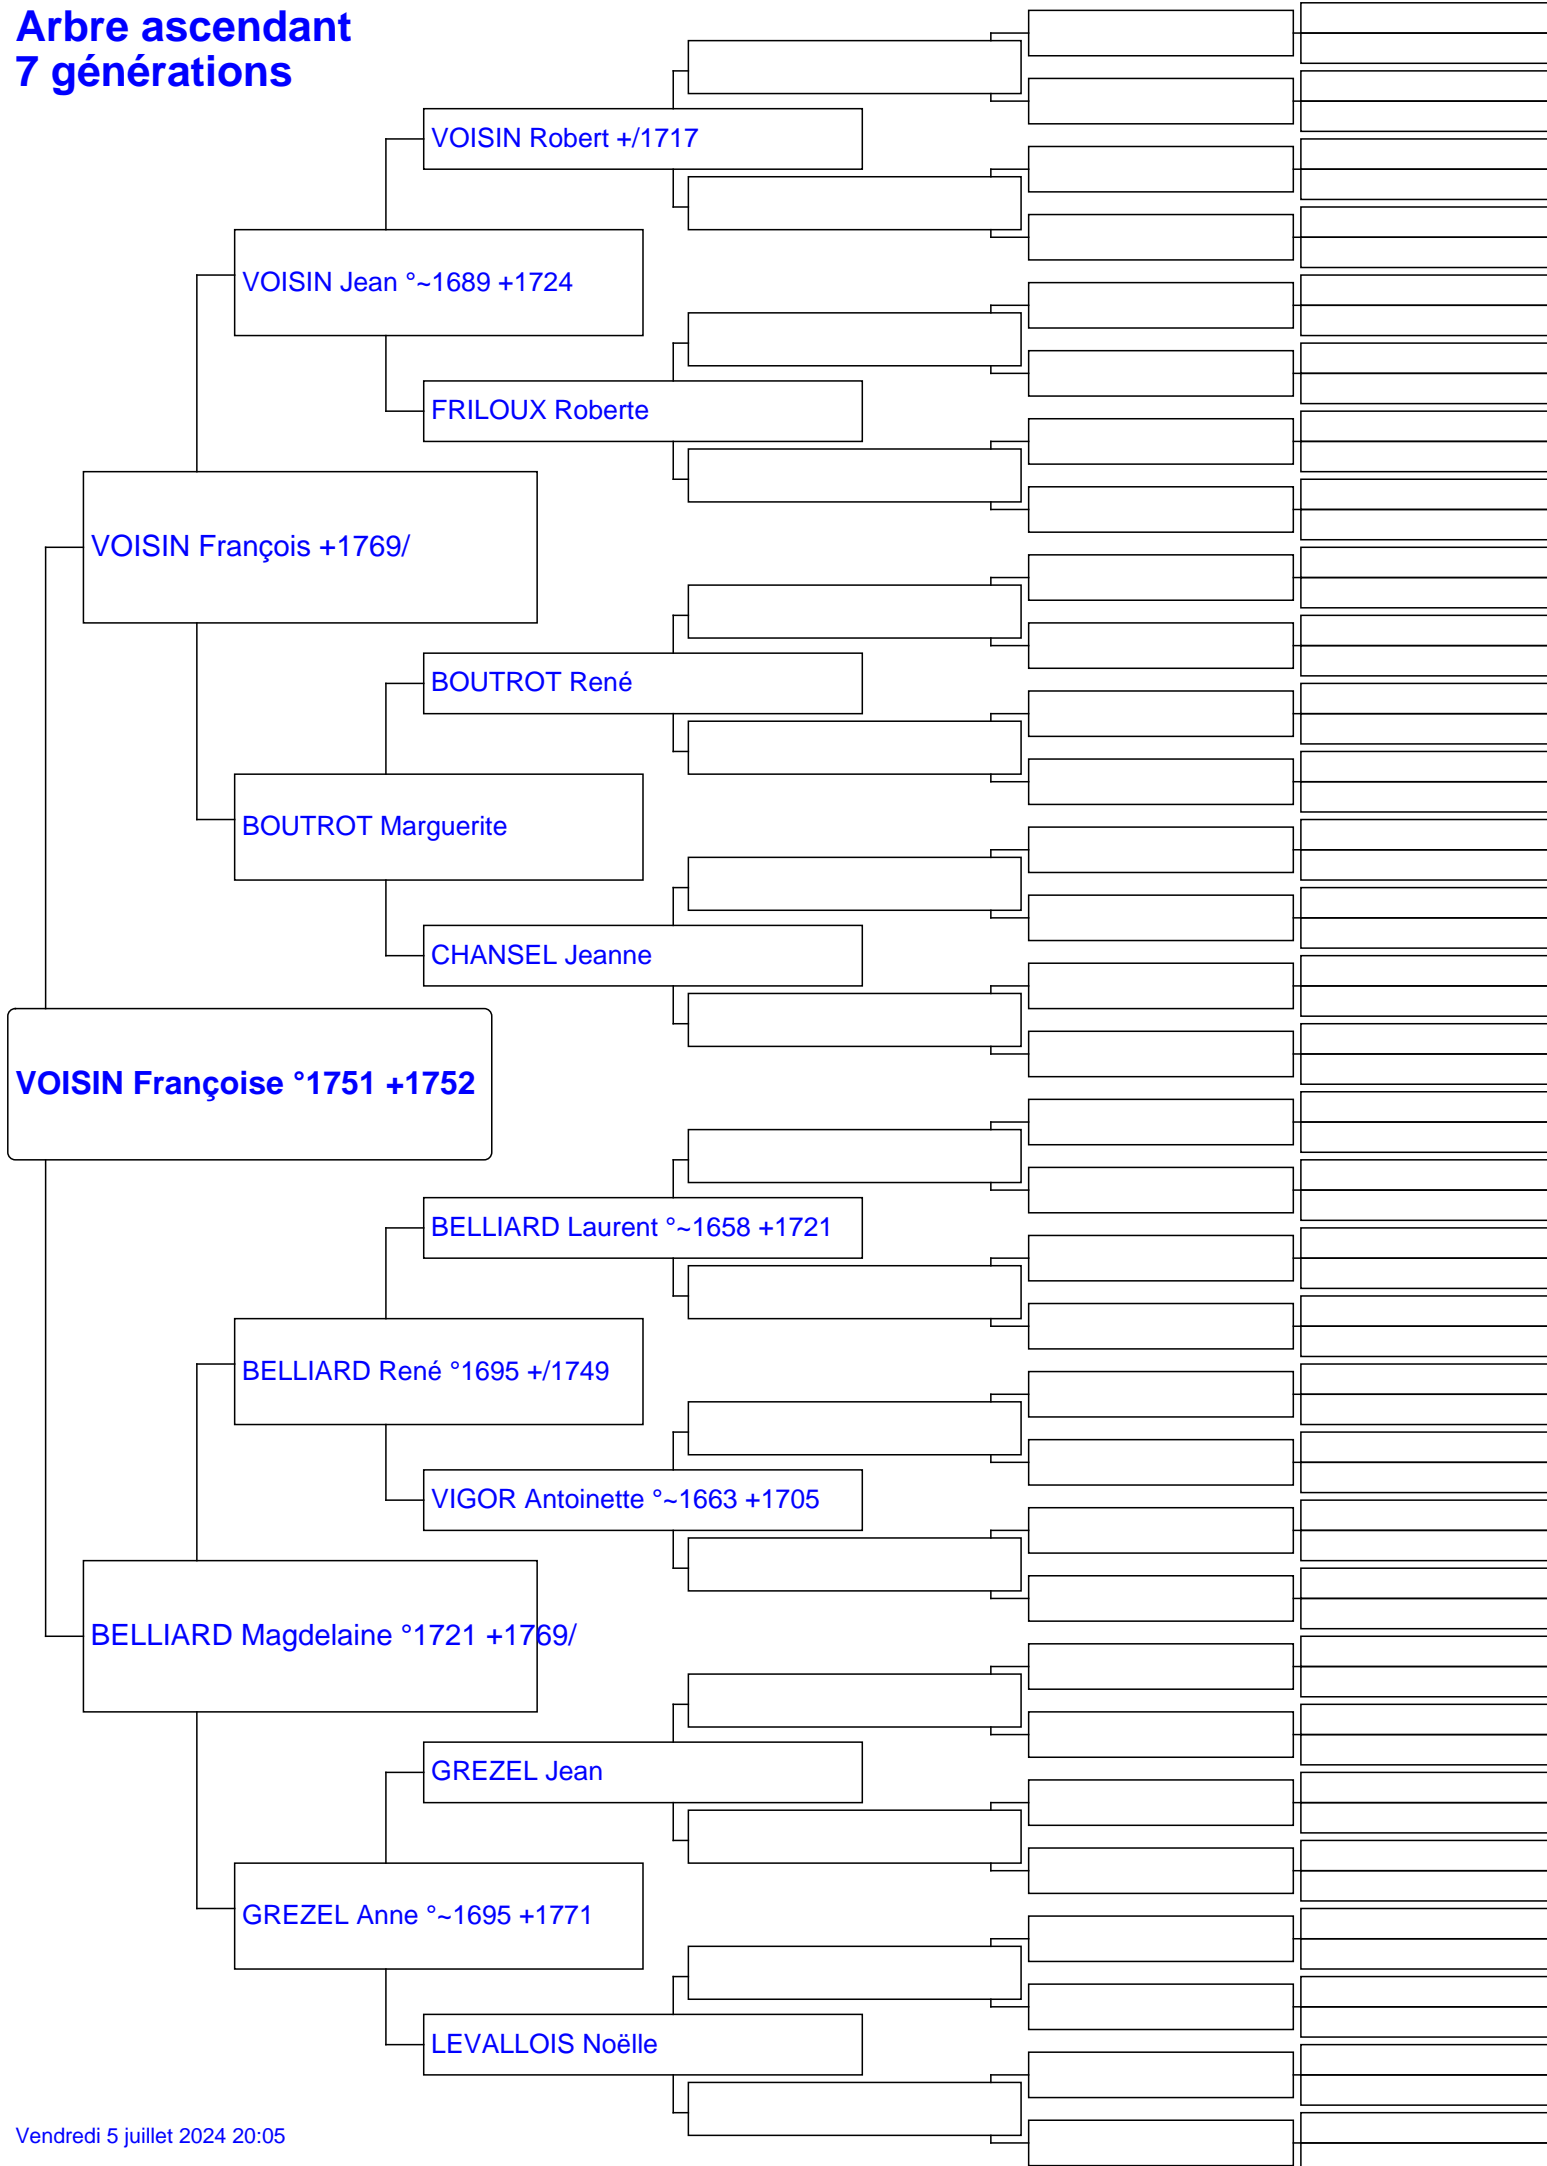 Arbre ascendant
7 générations
VOISIN Robert +/1717
VOISIN Jean °~1689 +1724
FRILOUX Roberte
VOISIN François +1769/
BOUTROT René
BOUTROT Marguerite
CHANSEL Jeanne
VOISIN Françoise °1751 +1752
BELLIARD Laurent °~1658 +1721
BELLIARD René °1695 +/1749
VIGOR Antoinette °~1663 +1705
BELLIARD Magdelaine °1721 +1769/
GREZEL Jean
GREZEL Anne °~1695 +1771
LEVALLOIS Noëlle
Vendredi 5 juillet 2024 20:05